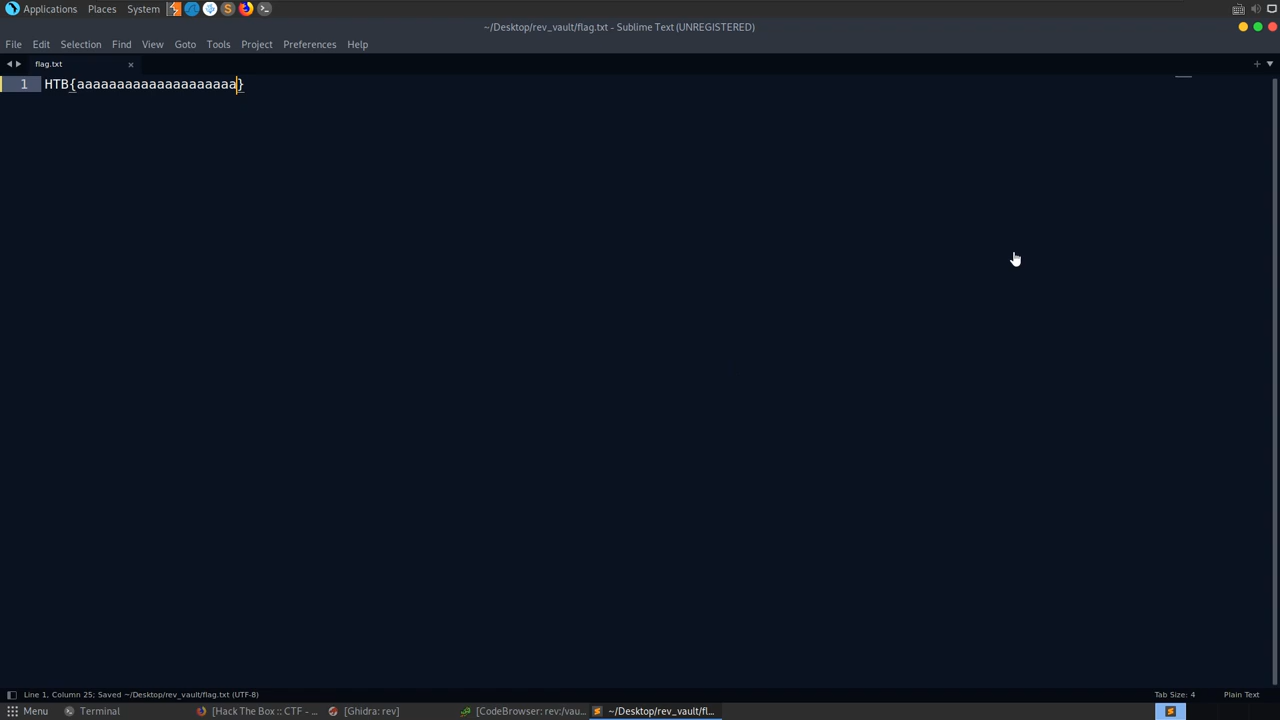 Applications Places System
~/Desktop/rev_vault/flag.txt - Sublime Text (UNREGISTERED)
File Edit Selection Find View Goto Tools Project Preferences Help
flag.txt
1 HTB{aaaaaaaaaaaaaaaaaaaa}
Line 1, Column 25; Saved ~/Desktop/rev_vault/flag.txt (UTF-8) Tab Size: 4 Plain Text
Menu Terminal [Hack The Box :: CTF - ... [Ghidra: rev] [CodeBrowser: rev:/vau... ~/Desktop/rev_vault/fl...